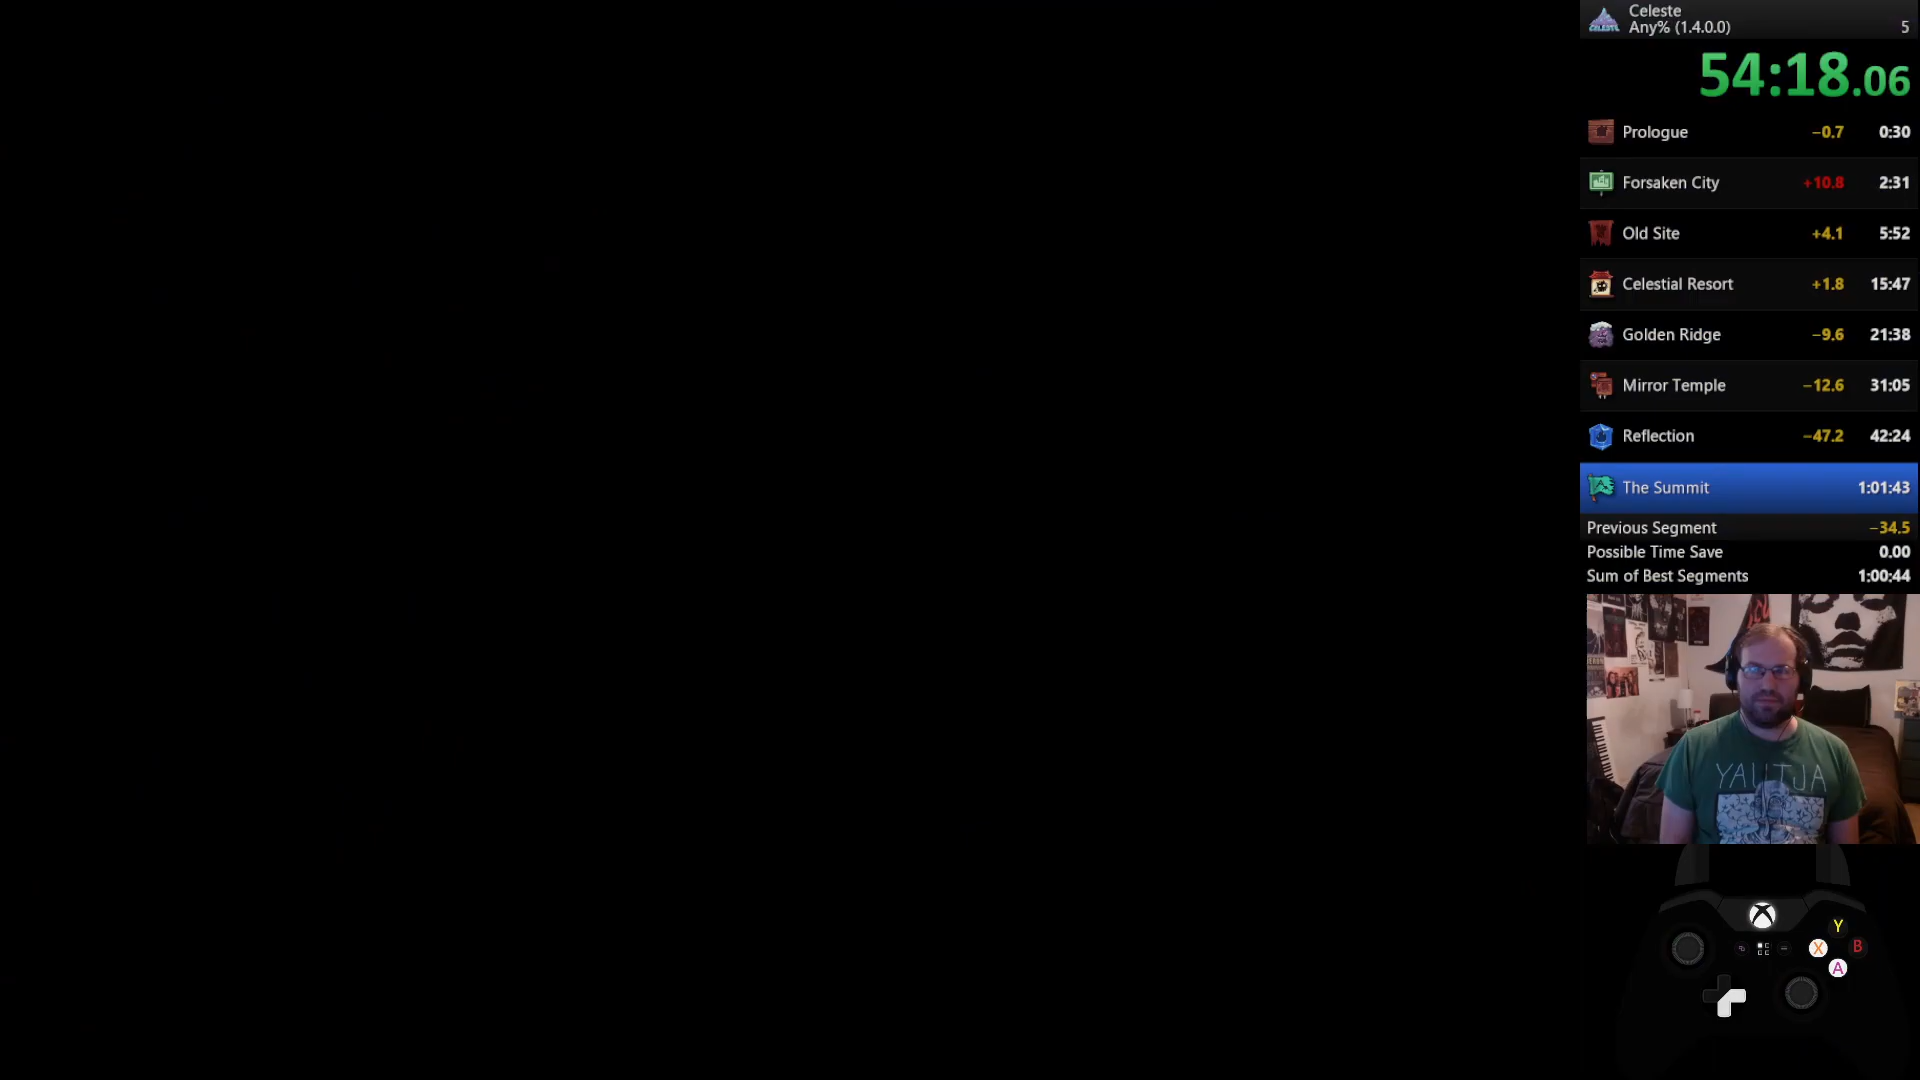 Celeste
Any% (1.4.0.0) 5
54:18.06
Prologue −0.7 0:30
Forsaken City +10.8 2:31
Old Site +4.1 5:52
Celestial Resort +1.8 15:47
Golden Ridge −9.6 21:38
Mirror Temple −12.6 31:05
Reflection −47.2 42:24
The Summit 1:01:43
Previous Segment −34.5
Possible Time Save 0.00
Sum of Best Segments 1:00:44
YAUTJA
Y
X B
A